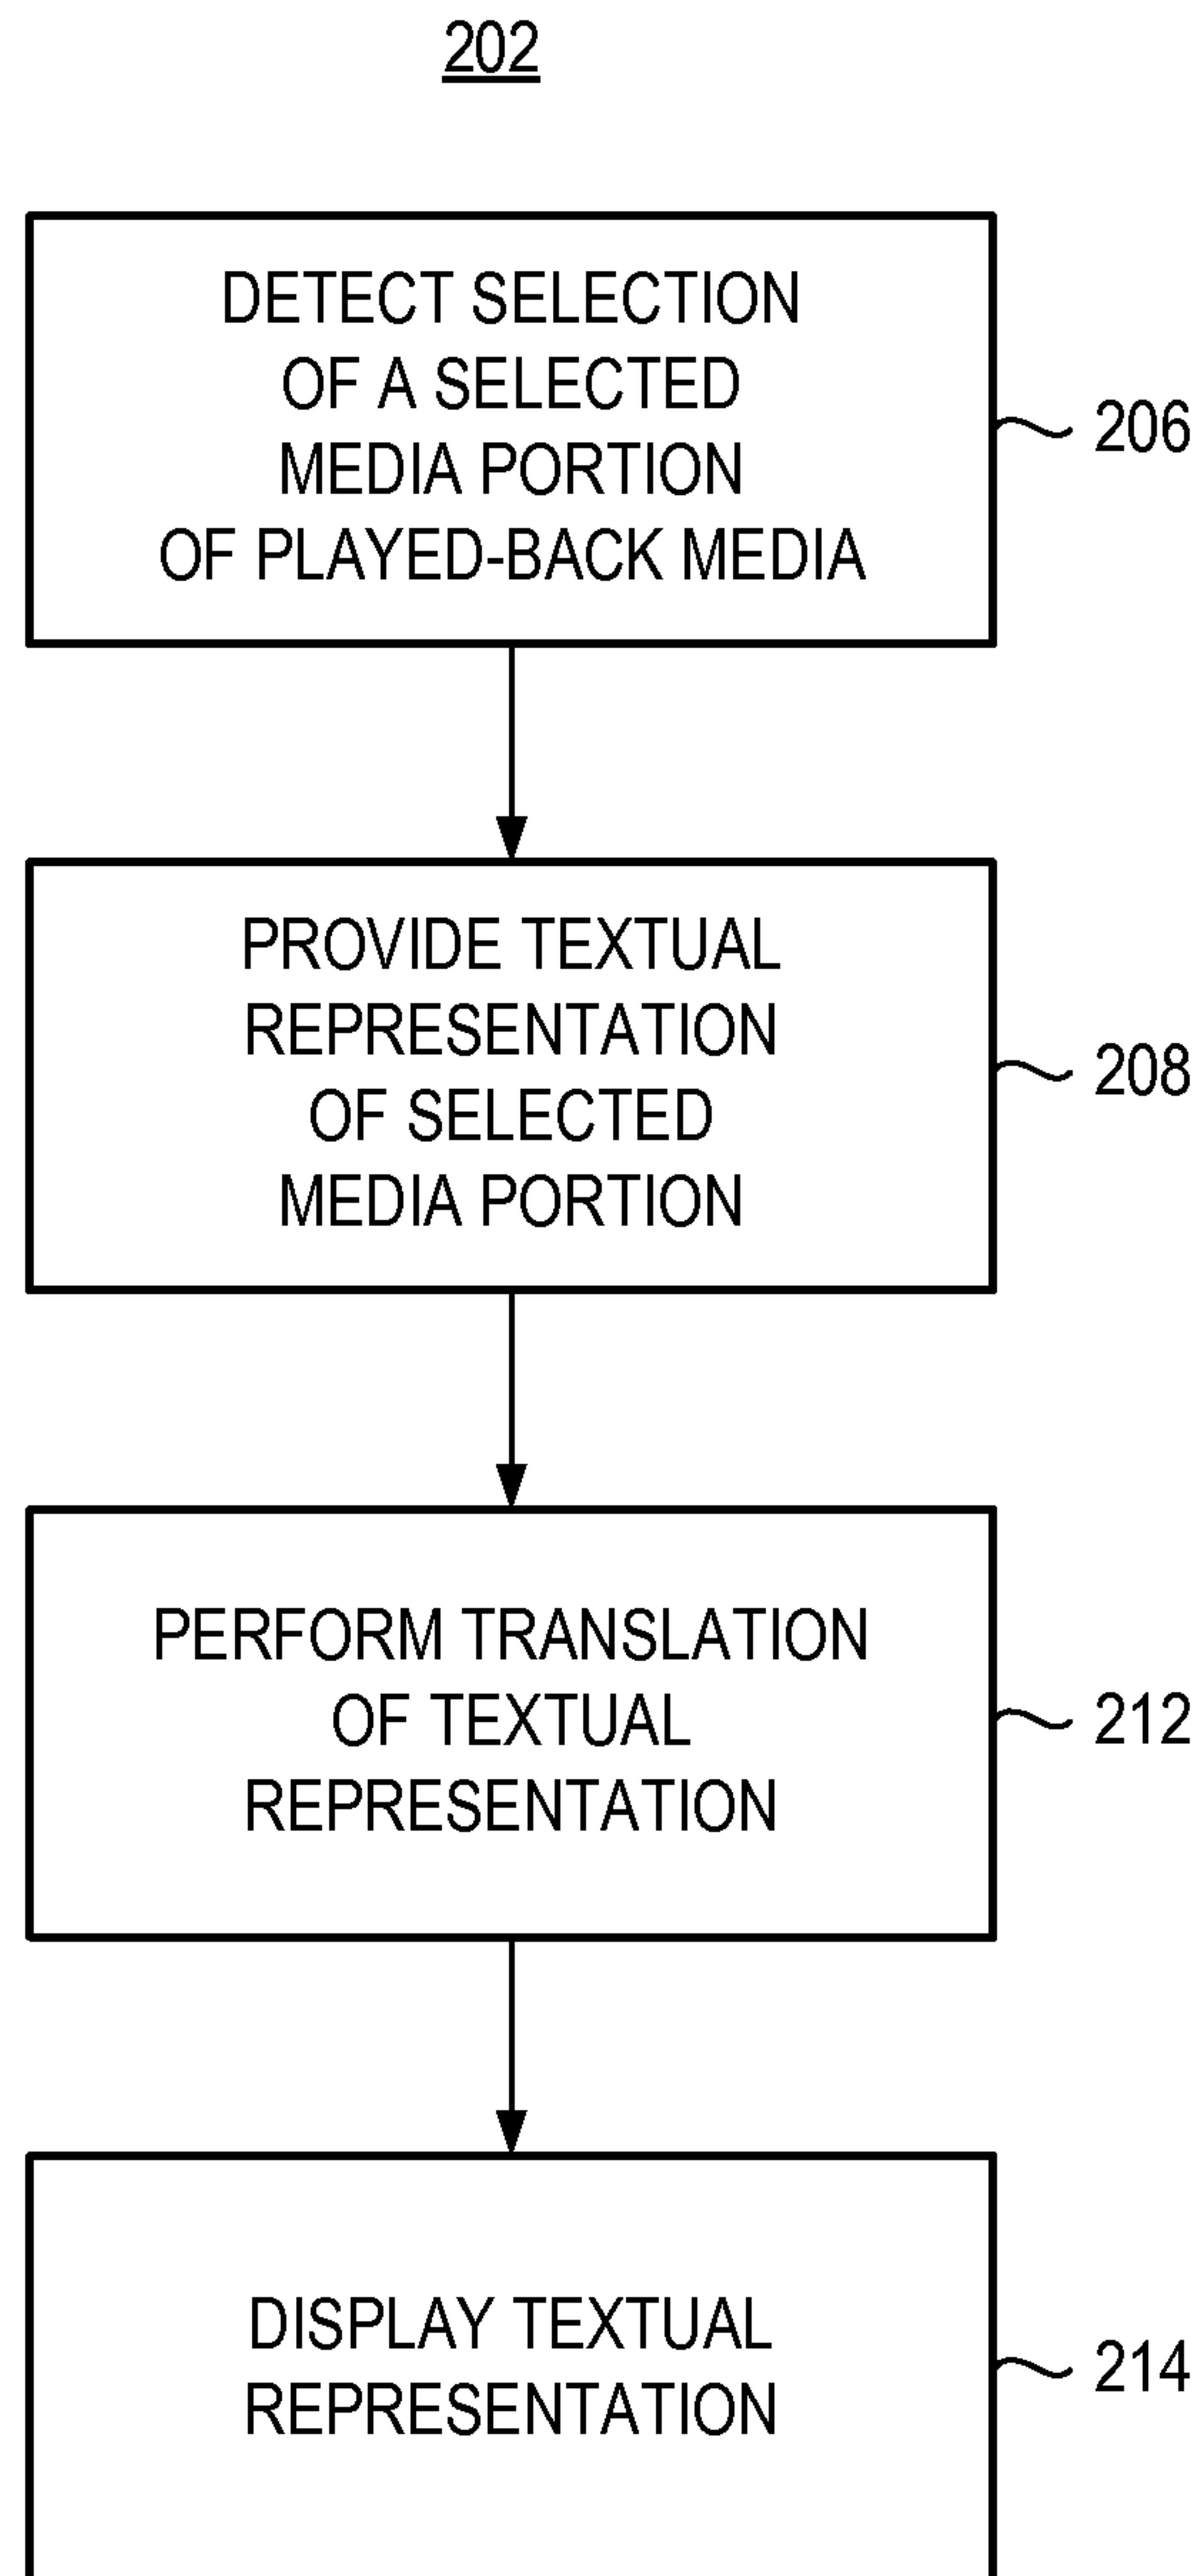 202
DETECT SELECTION
OF A SELECTED
MEDIA PORTION
OF PLAYED-BACK MEDIA
206
PROVIDE TEXTUAL
REPRESENTATION
OF SELECTED
MEDIA PORTION
208
PERFORM TRANSLATION
OF TEXTUAL
REPRESENTATION
212
DISPLAY TEXTUAL
REPRESENTATION
214